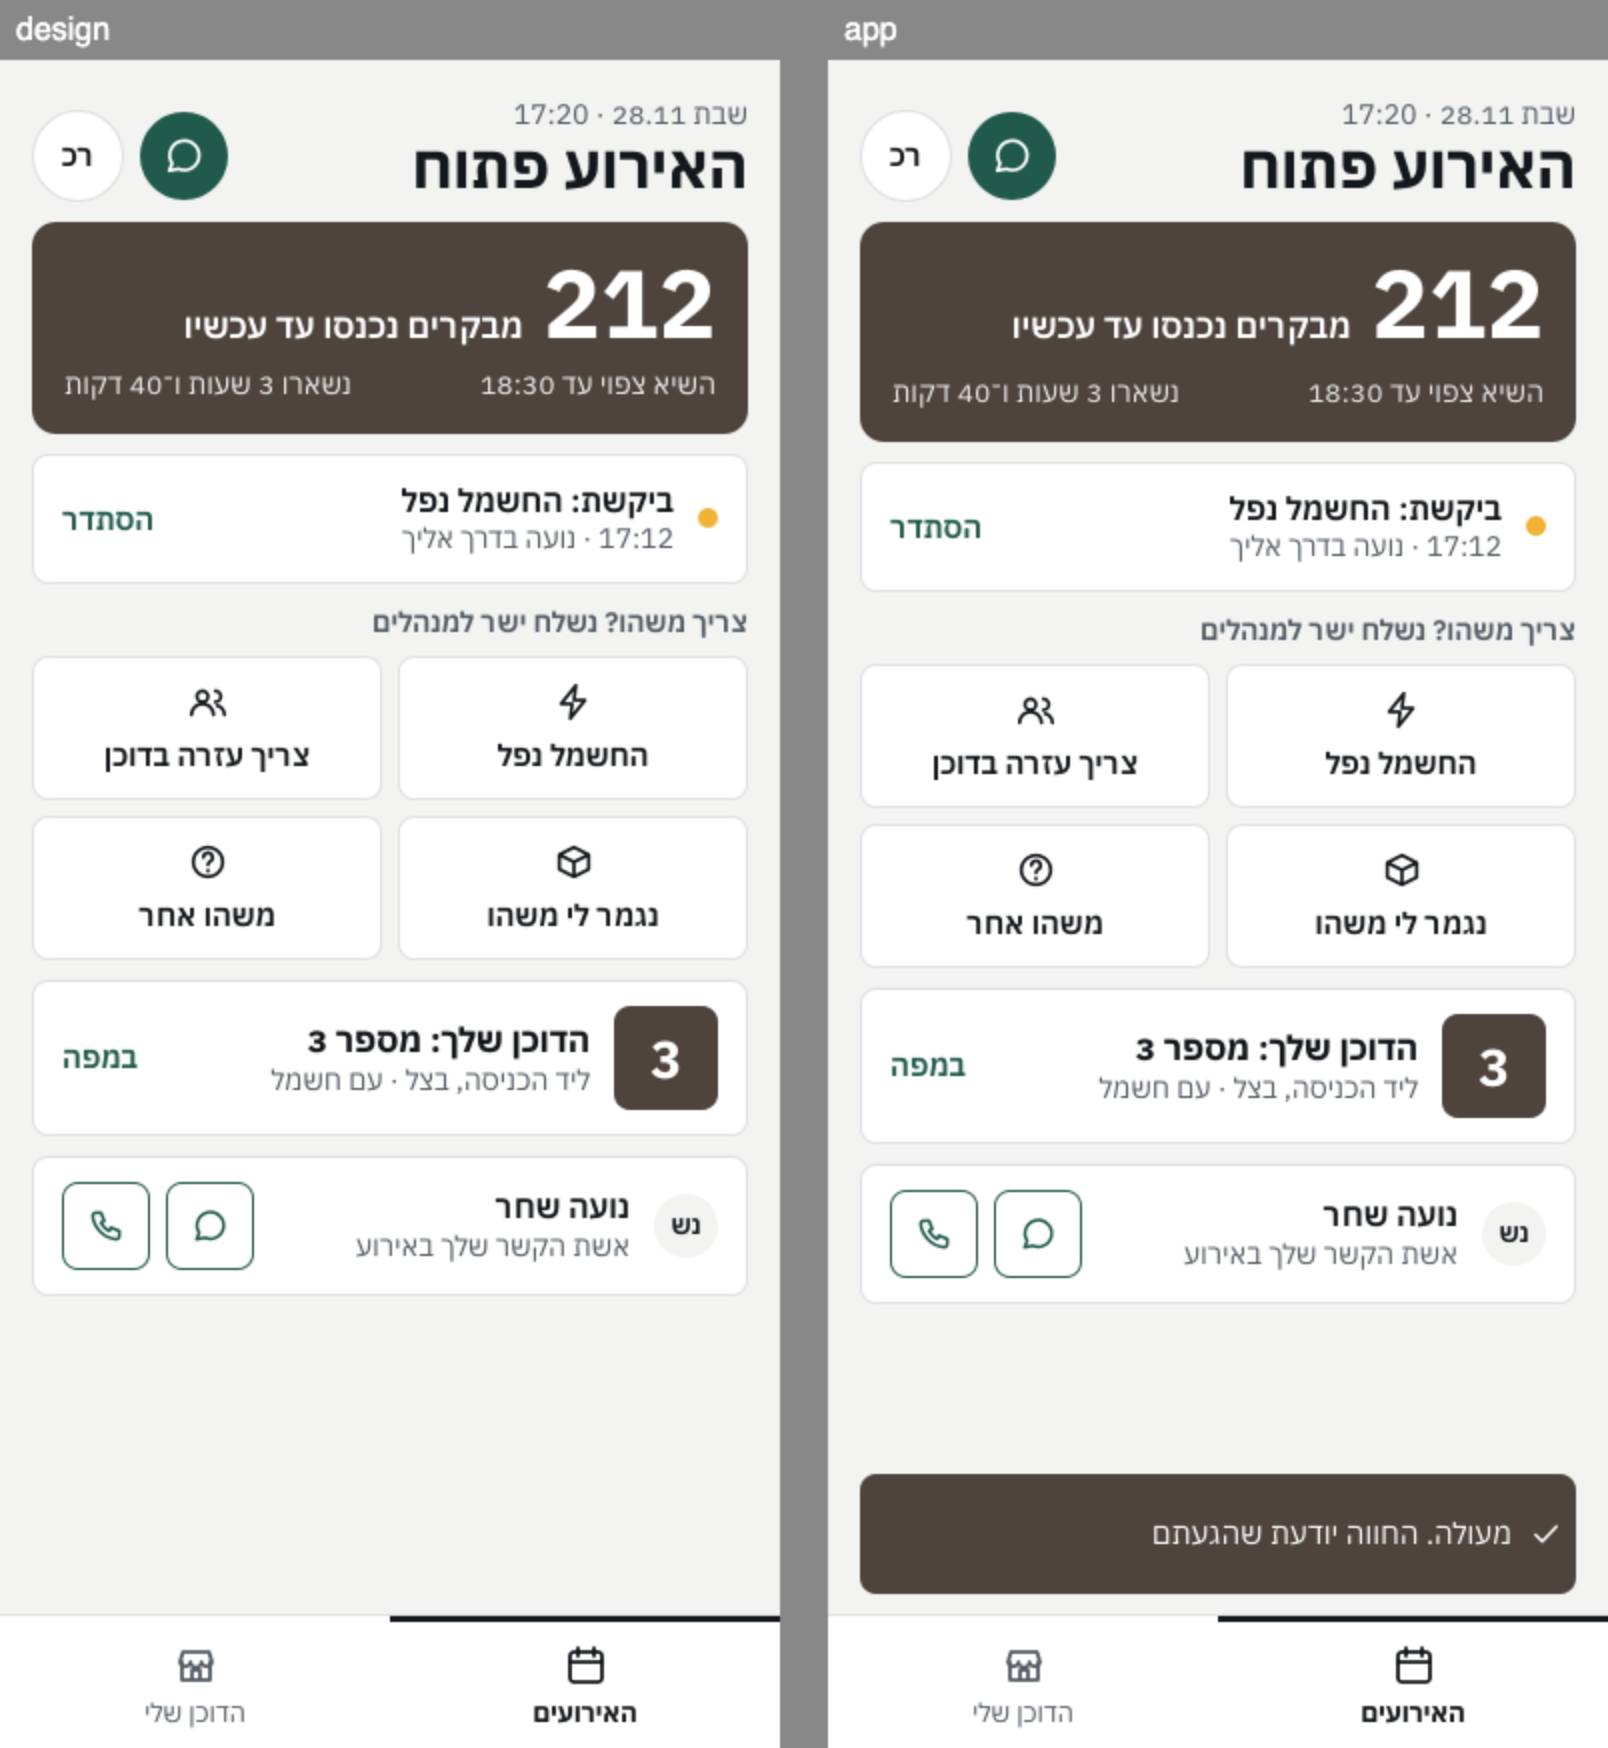 design
שבת 28.11 · 17:20
האירוע פתוח
רכ
212 מבקרים נכנסו עד עכשיו
השיא צפוי עד 18:30
נשארו 3 שעות ו־40 דקות
ביקשת: החשמל נפל
17:12 · נועה בדרך אליך
הסתדר
צריך משהו? נשלח ישר למנהלים
החשמל נפל
צריך עזרה בדוכן
נגמר לי משהו
משהו אחר
3
הדוכן שלך: מספר 3
ליד הכניסה, בצל · עם חשמל
במפה
נש
נועה שחר
אשת הקשר שלך באירוע
האירועים
הדוכן שלי
app
שבת 28.11 · 17:20
האירוע פתוח
רכ
212 מבקרים נכנסו עד עכשיו
השיא צפוי עד 18:30
נשארו 3 שעות ו־40 דקות
ביקשת: החשמל נפל
17:12 · נועה בדרך אליך
הסתדר
צריך משהו? נשלח ישר למנהלים
החשמל נפל
צריך עזרה בדוכן
נגמר לי משהו
משהו אחר
3
הדוכן שלך: מספר 3
ליד הכניסה, בצל · עם חשמל
במפה
נש
נועה שחר
אשת הקשר שלך באירוע
מעולה. החווה יודעת שהגעתם
האירועים
הדוכן שלי